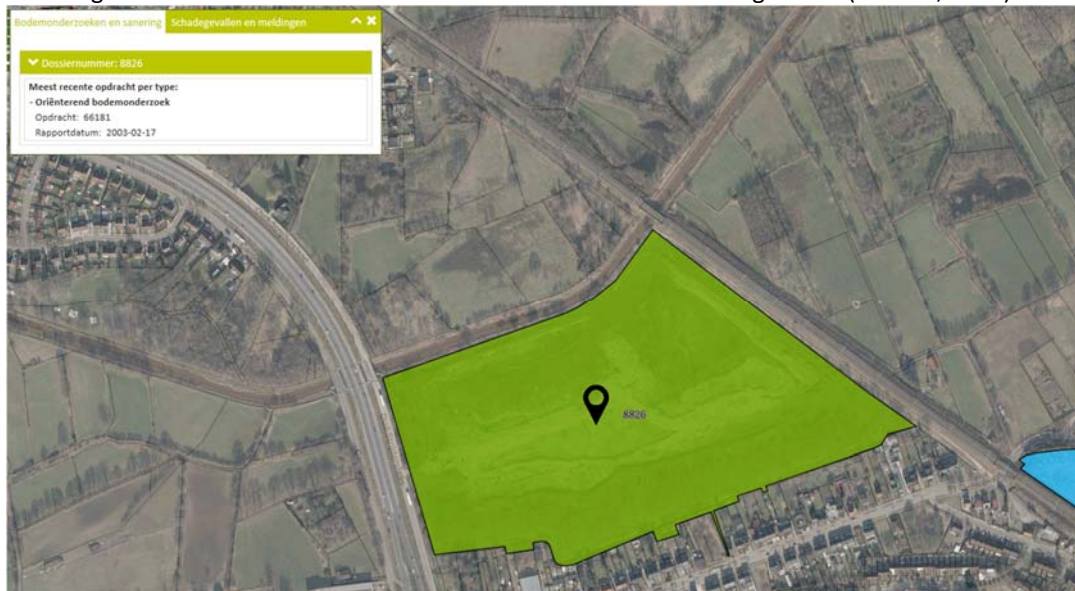 Bodemonderzoeken en sanering Schadegevallen en meldingen
Dossiernummer: 8826
Meest recente opdracht per type:
- Oriënterend bodemonderzoek
Opdracht: 66181
Rapportdatum: 2003-02-17
8826